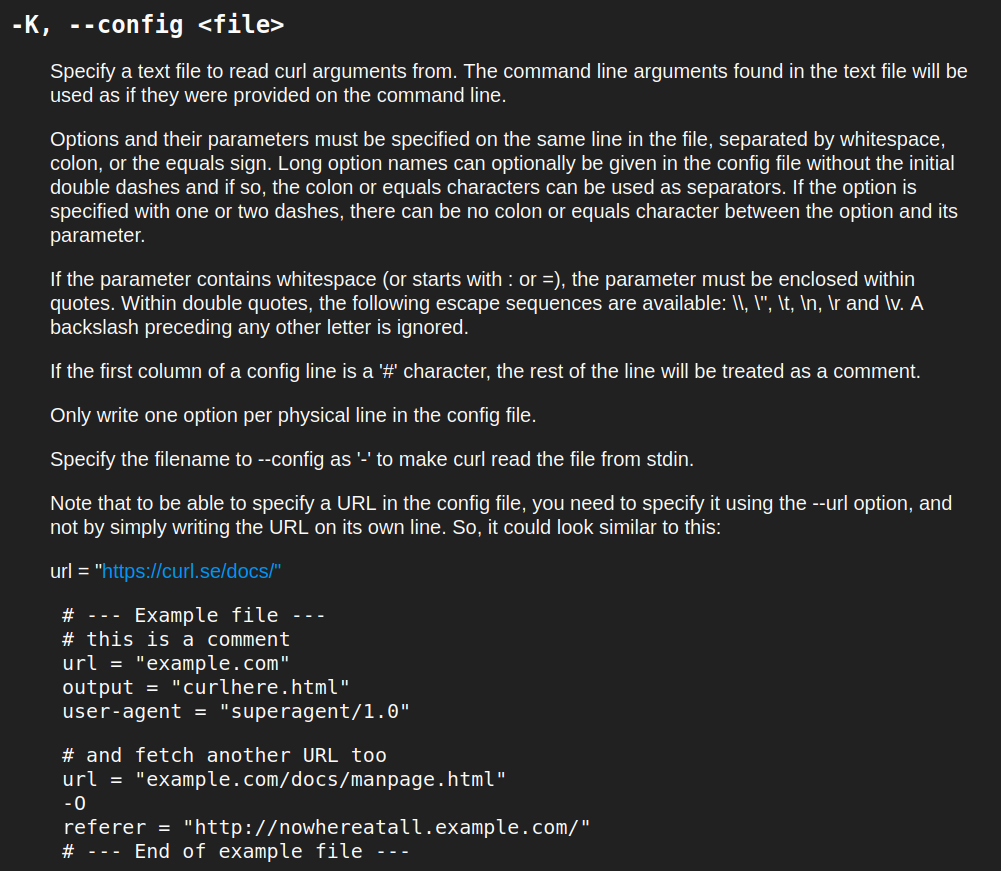 -K, --config <file>
Specify a text file to read curl arguments from. The command line arguments found in the text file will be
used as if they were provided on the command line.
Options and their parameters must be specified on the same line in the file, separated by whitespace,
colon, or the equals sign. Long option names can optionally be given in the config file without the initial
double dashes and if so, the colon or equals characters can be used as separators. If the option is
specified with one or two dashes, there can be no colon or equals character between the option and its
parameter.
If the parameter contains whitespace (or starts with : or =), the parameter must be enclosed within
quotes. Within double quotes, the following escape sequences are available: \\, \", \t, \n, \r and \v. A
backslash preceding any other letter is ignored.
If the first column of a config line is a '#' character, the rest of the line will be treated as a comment.
Only write one option per physical line in the config file.
Specify the filename to --config as '-' to make curl read the file from stdin.
Note that to be able to specify a URL in the config file, you need to specify it using the --url option, and
not by simply writing the URL on its own line. So, it could look similar to this:
url = "https://curl.se/docs/"
# --- Example file ---
# this is a comment
url = "example.com"
output = "curlhere.html"
user-agent = "superagent/1.0"
# and fetch another URL too
url = "example.com/docs/manpage.html"
-O
referer = "http://nowhereatall.example.com/"
# --- End of example file ---